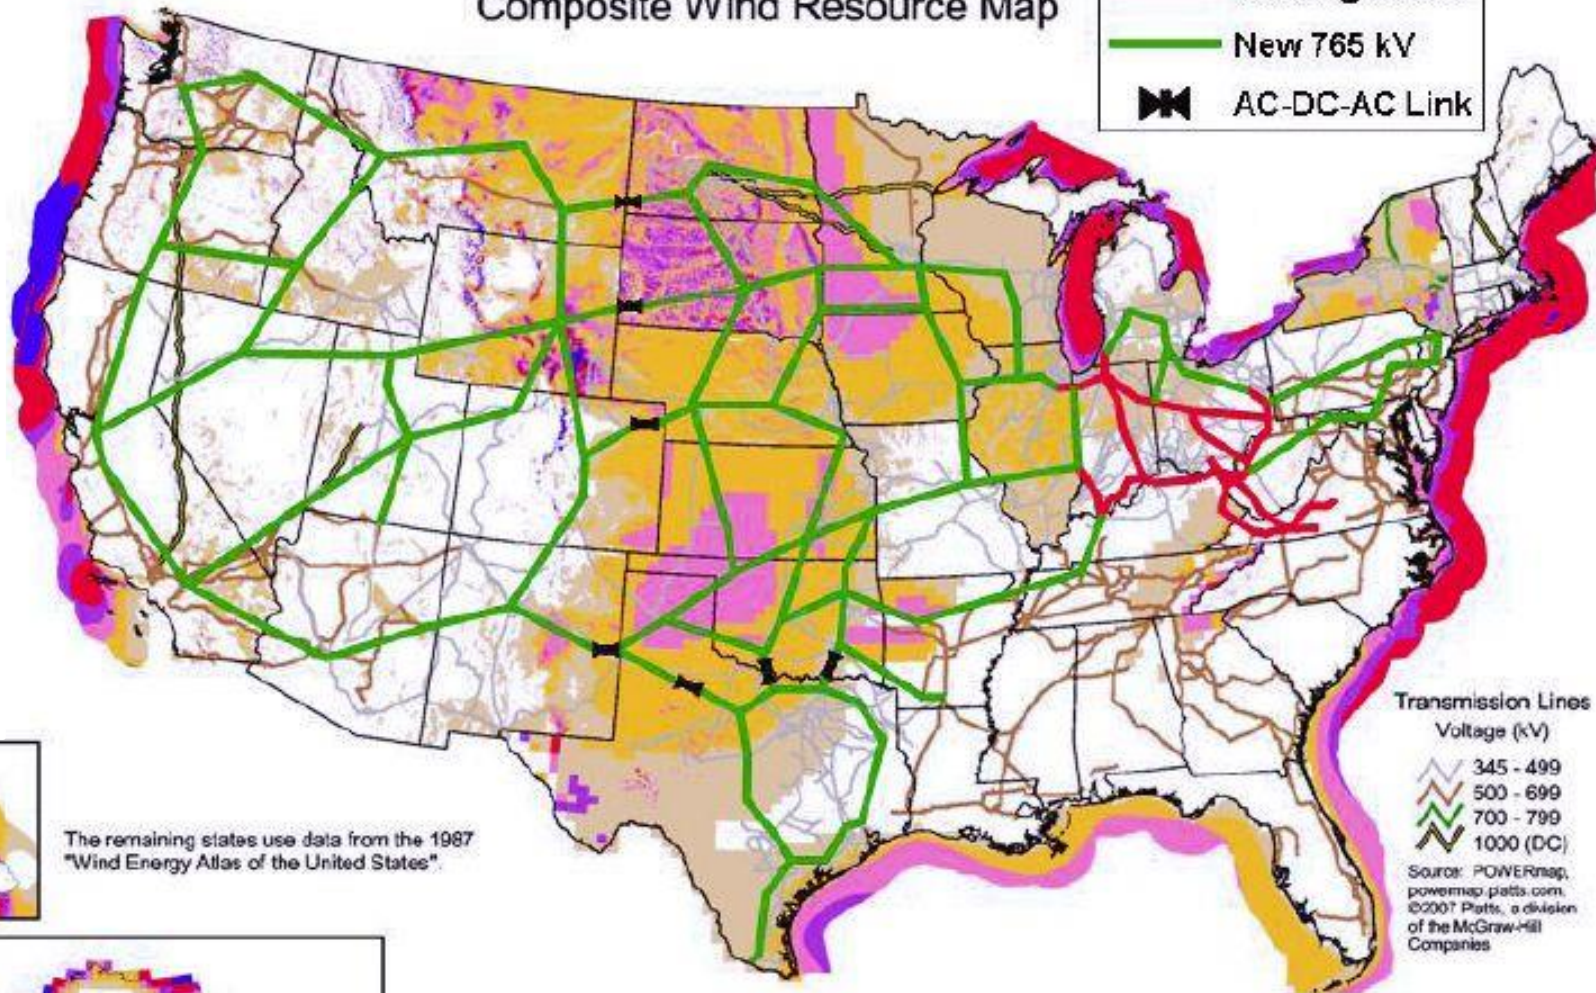 Composite Wind Resource Map
New 765 kV
AC-DC-AC Link
Transmission Lines
Voltage (kV)
345 - 499
500 - 699
700 - 799
1000 (DC)
Source: POWERmap,
powermap.platts.com.
©2007 Platts, a division
of the McGraw-Hill
Companies
The remaining states use data from the 1987
"Wind Energy Atlas of the United States".